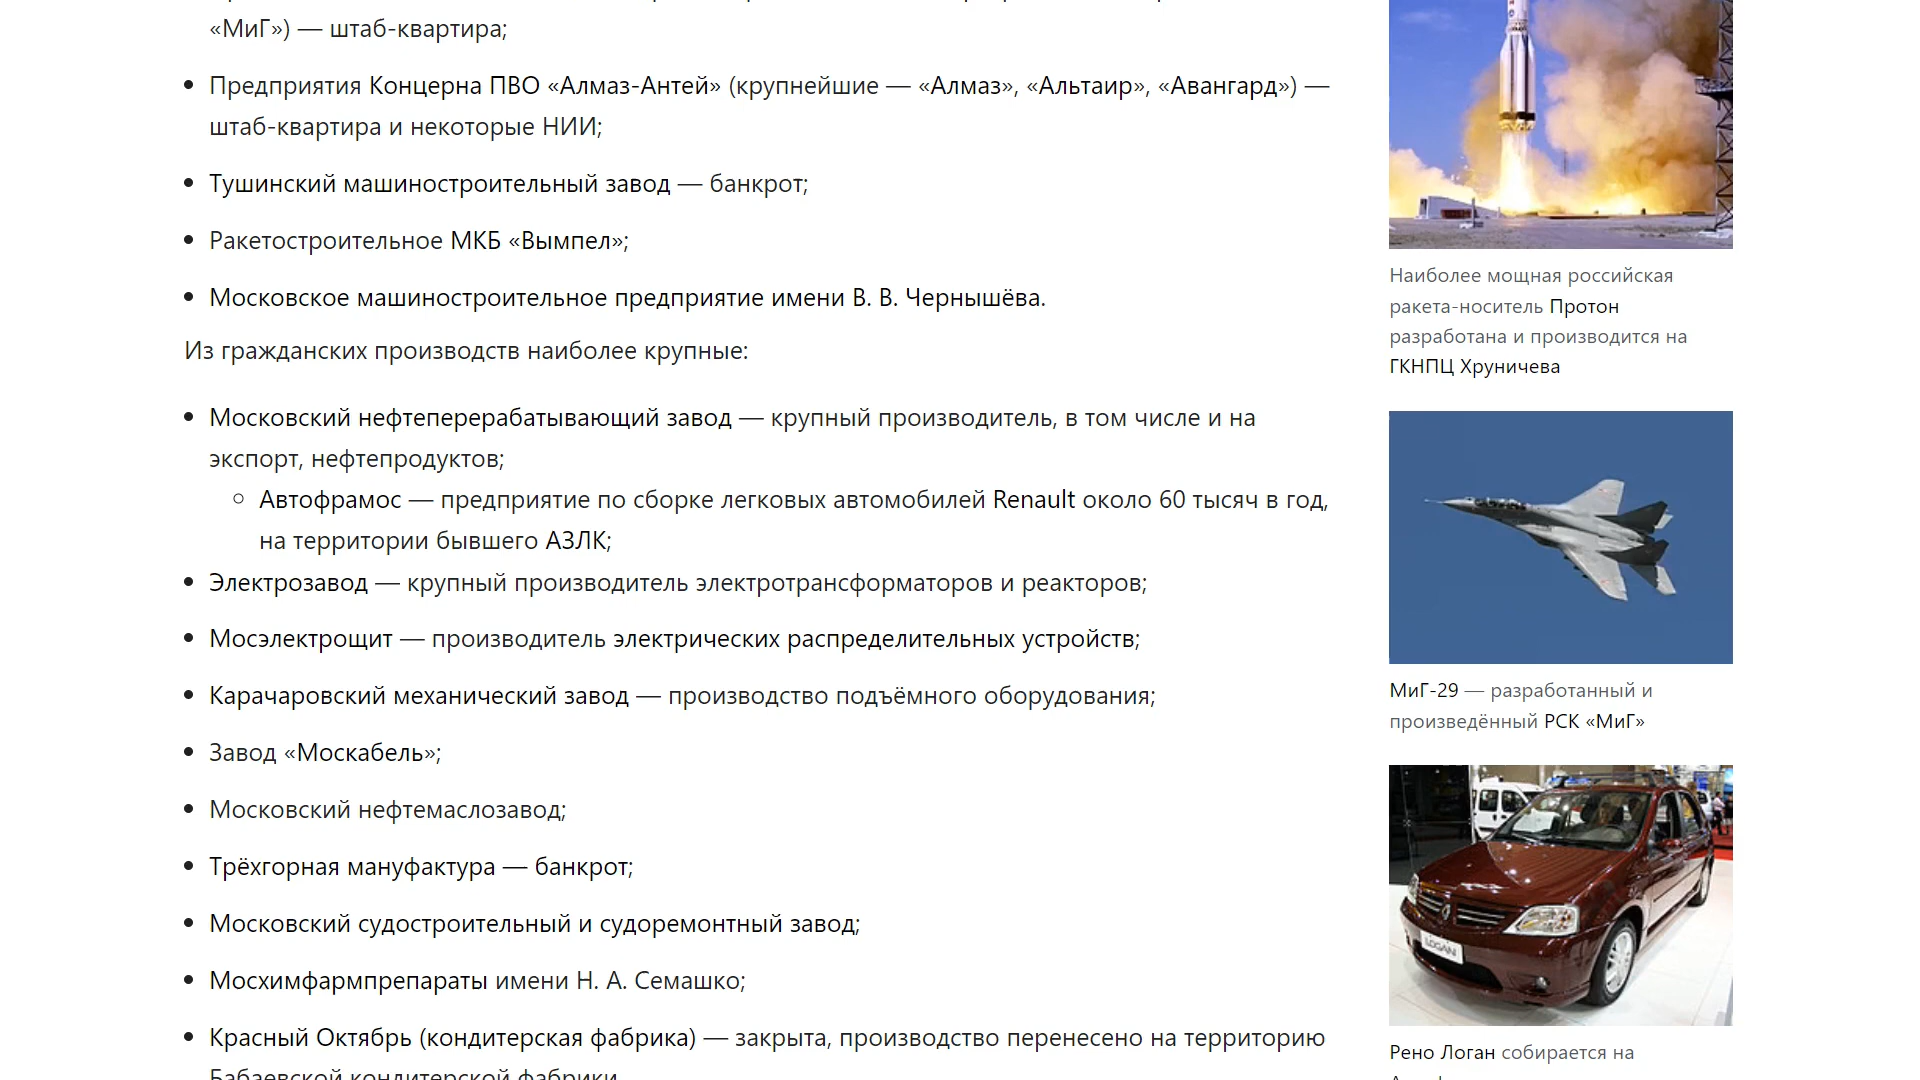 «МиГ») — штаб-квартира;
Предприятия Концерна ПВО «Алмаз-Антей» (крупнейшие — «Алмаз», «Альтаир», «Авангард») —
штаб-квартира и некоторые НИИ;
Тушинский машиностроительный завод — банкрот;
Ракетостроительное МКБ «Вымпел»;
Московское машиностроительное предприятие имени В. В. Чернышёва.
Из гражданских производств наиболее крупные:
Московский нефтеперерабатывающий завод — крупный производитель, в том числе и на
экспорт, нефтепродуктов;
Автофрамос — предприятие по сборке легковых автомобилей Renault около 60 тысяч в год,
на территории бывшего АЗЛК;
Электрозавод — крупный производитель электротрансформаторов и реакторов;
Мосэлектрощит — производитель электрических распределительных устройств;
Карачаровский механический завод — производство подъёмного оборудования;
Завод «Москабель»;
Московский нефтемаслозавод;
Трёхгорная мануфактура — банкрот;
Московский судостроительный и судоремонтный завод;
Мосхимфармпрепараты имени Н. А. Семашко;
Красный Октябрь (кондитерская фабрика) — закрыта, производство перенесено на территорию
Бабаевской кондитерской фабрики
Наиболее мощная российская
ракета-носитель Протон
разработана и производится на
ГКНПЦ Хруничева
МиГ-29 — разработанный и
произведённый РСК «МиГ»
LOGAN
Рено Логан собирается на